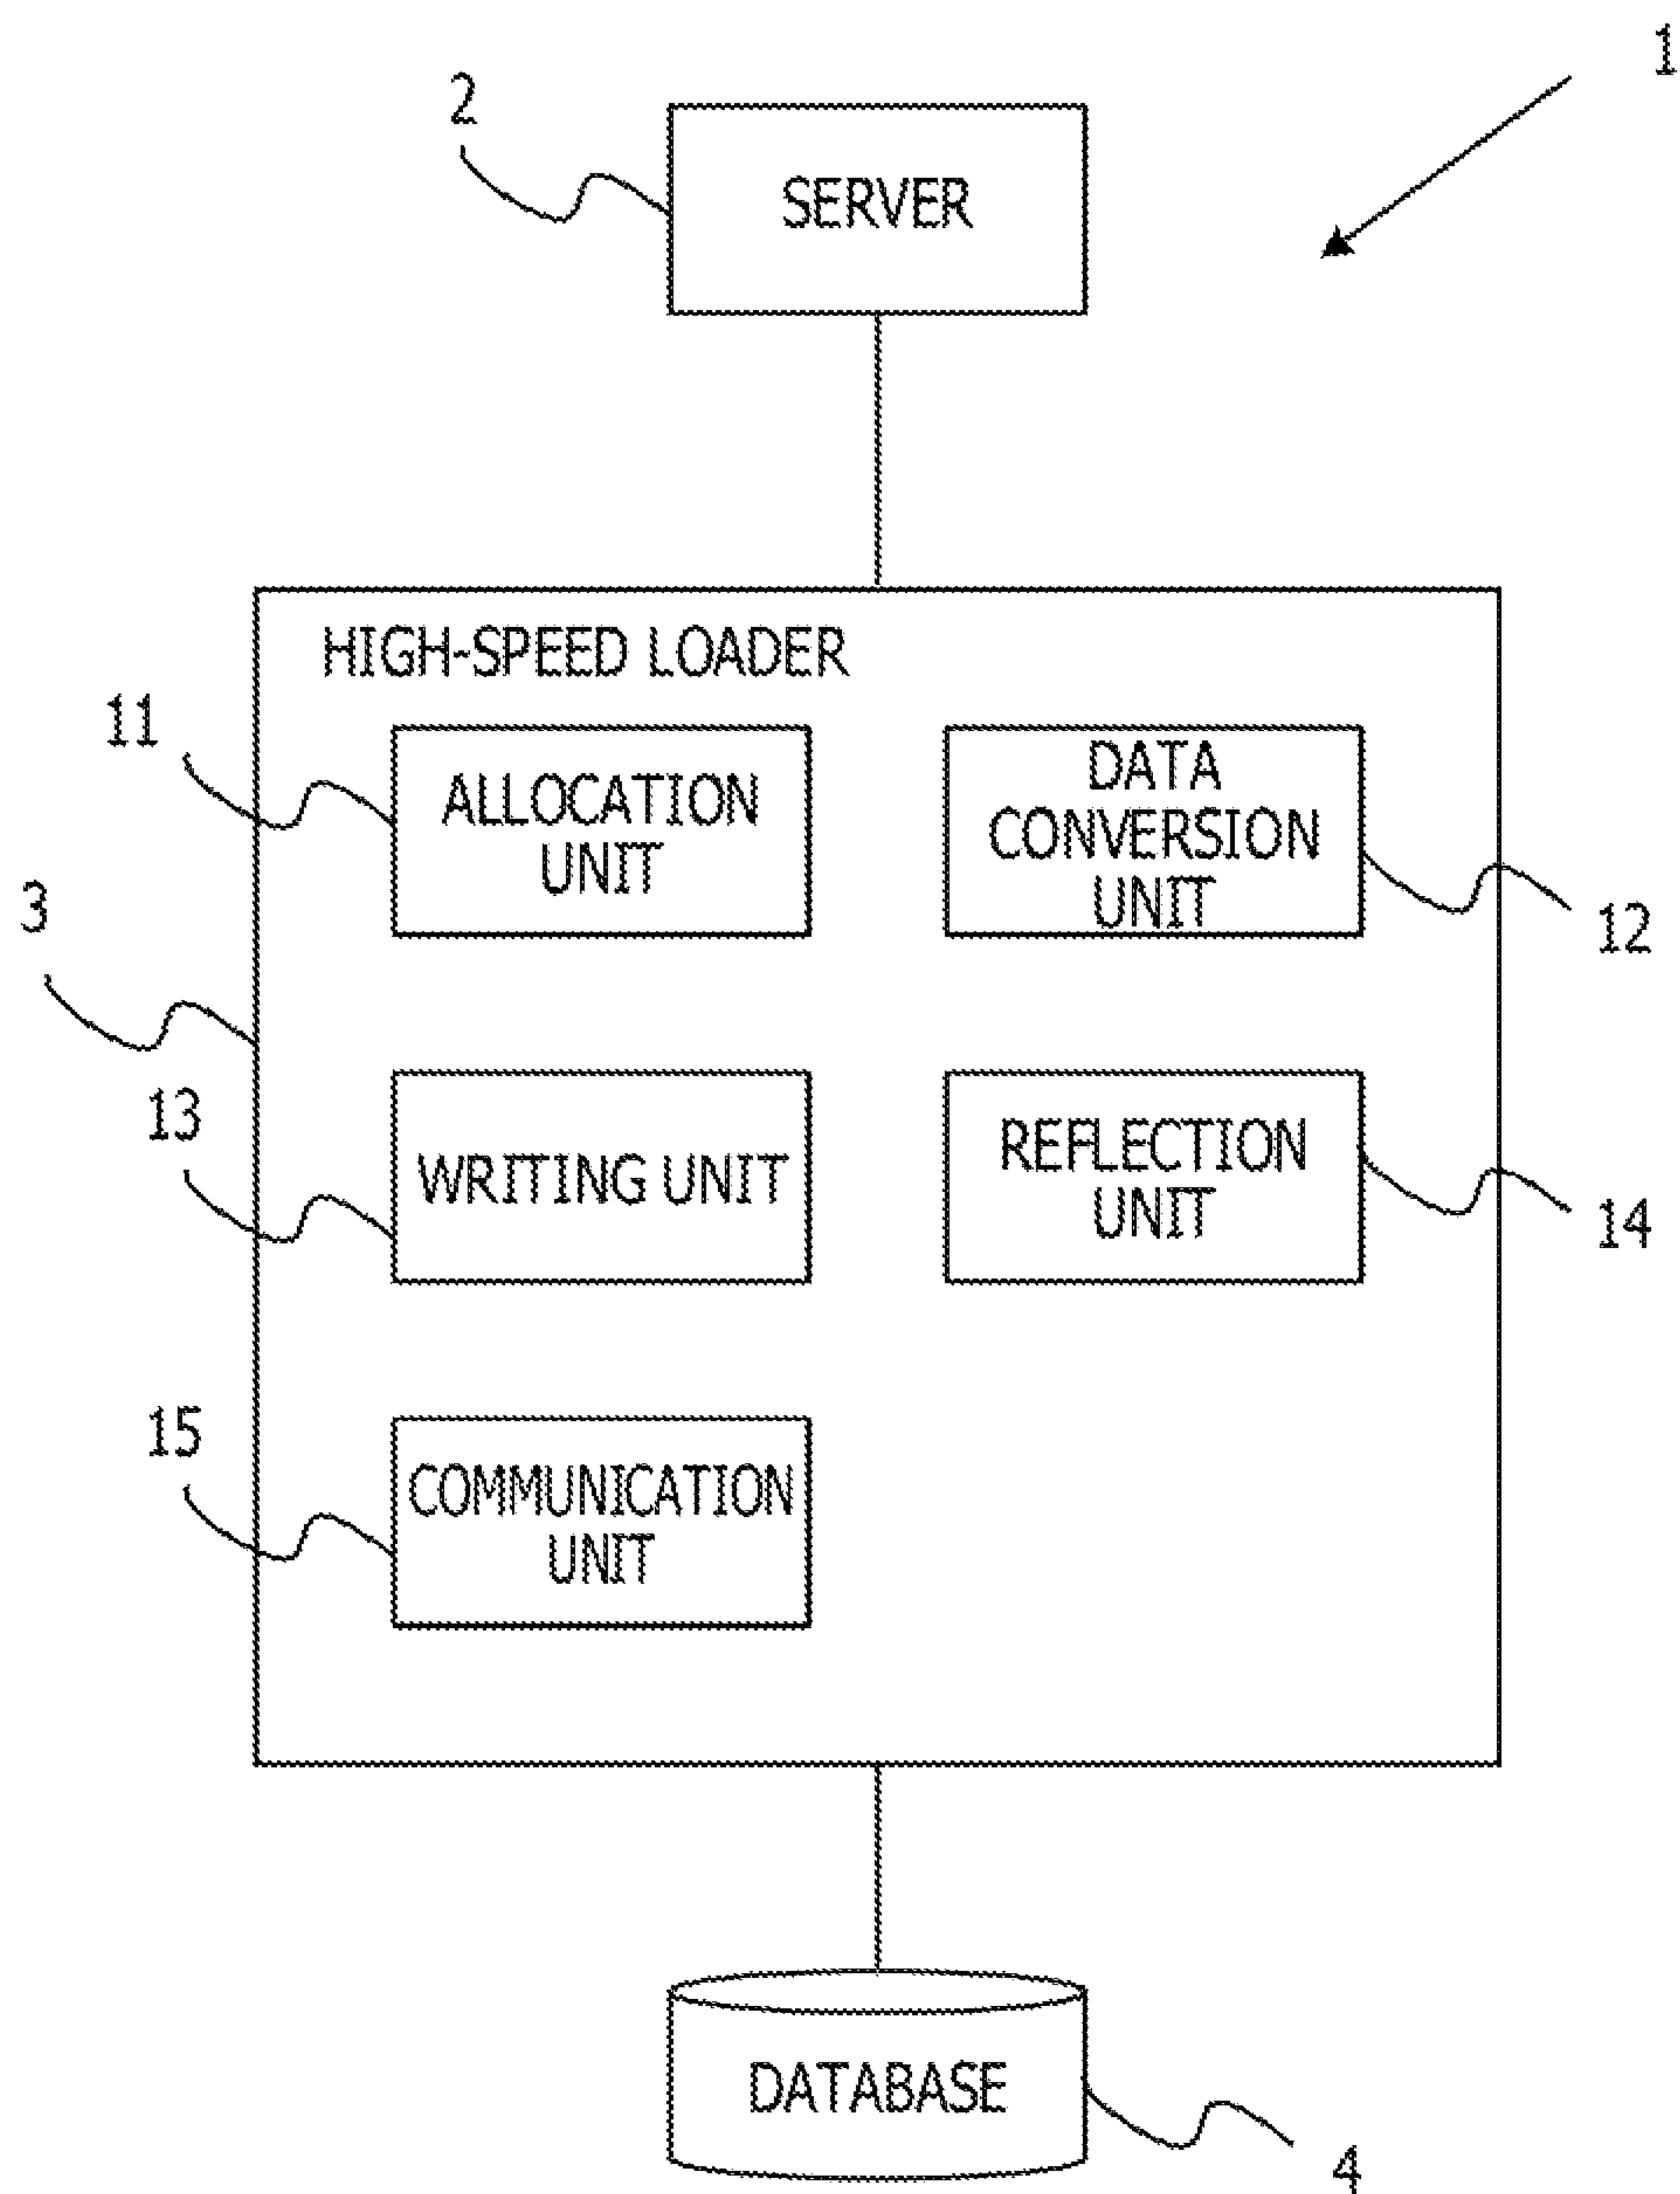 1
2
SERVER
HIGH-SPEED LOADER
11
ALLOCATION
UNIT
DATA
CONVERSION
UNIT
12
3
13
WRITING UNIT
REFLECTION
UNIT
14
15
COMMUNICATION
UNIT
DATABASE
4